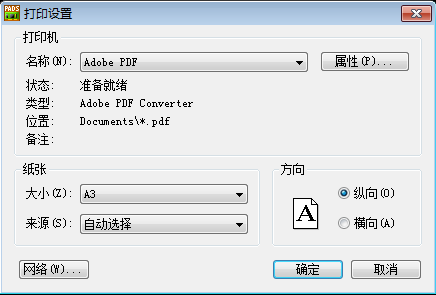 PADS
打印设置
打印机
名称(N): Adobe PDF 属性(P)...
状态: 准备就绪
类型: Adobe PDF Converter
位置: Documents\*.pdf
备注:
纸张
大小(Z): A3
来源(S): 自动选择
方向
A
纵向(O)
横向(A)
网络(W)... 确定 取消